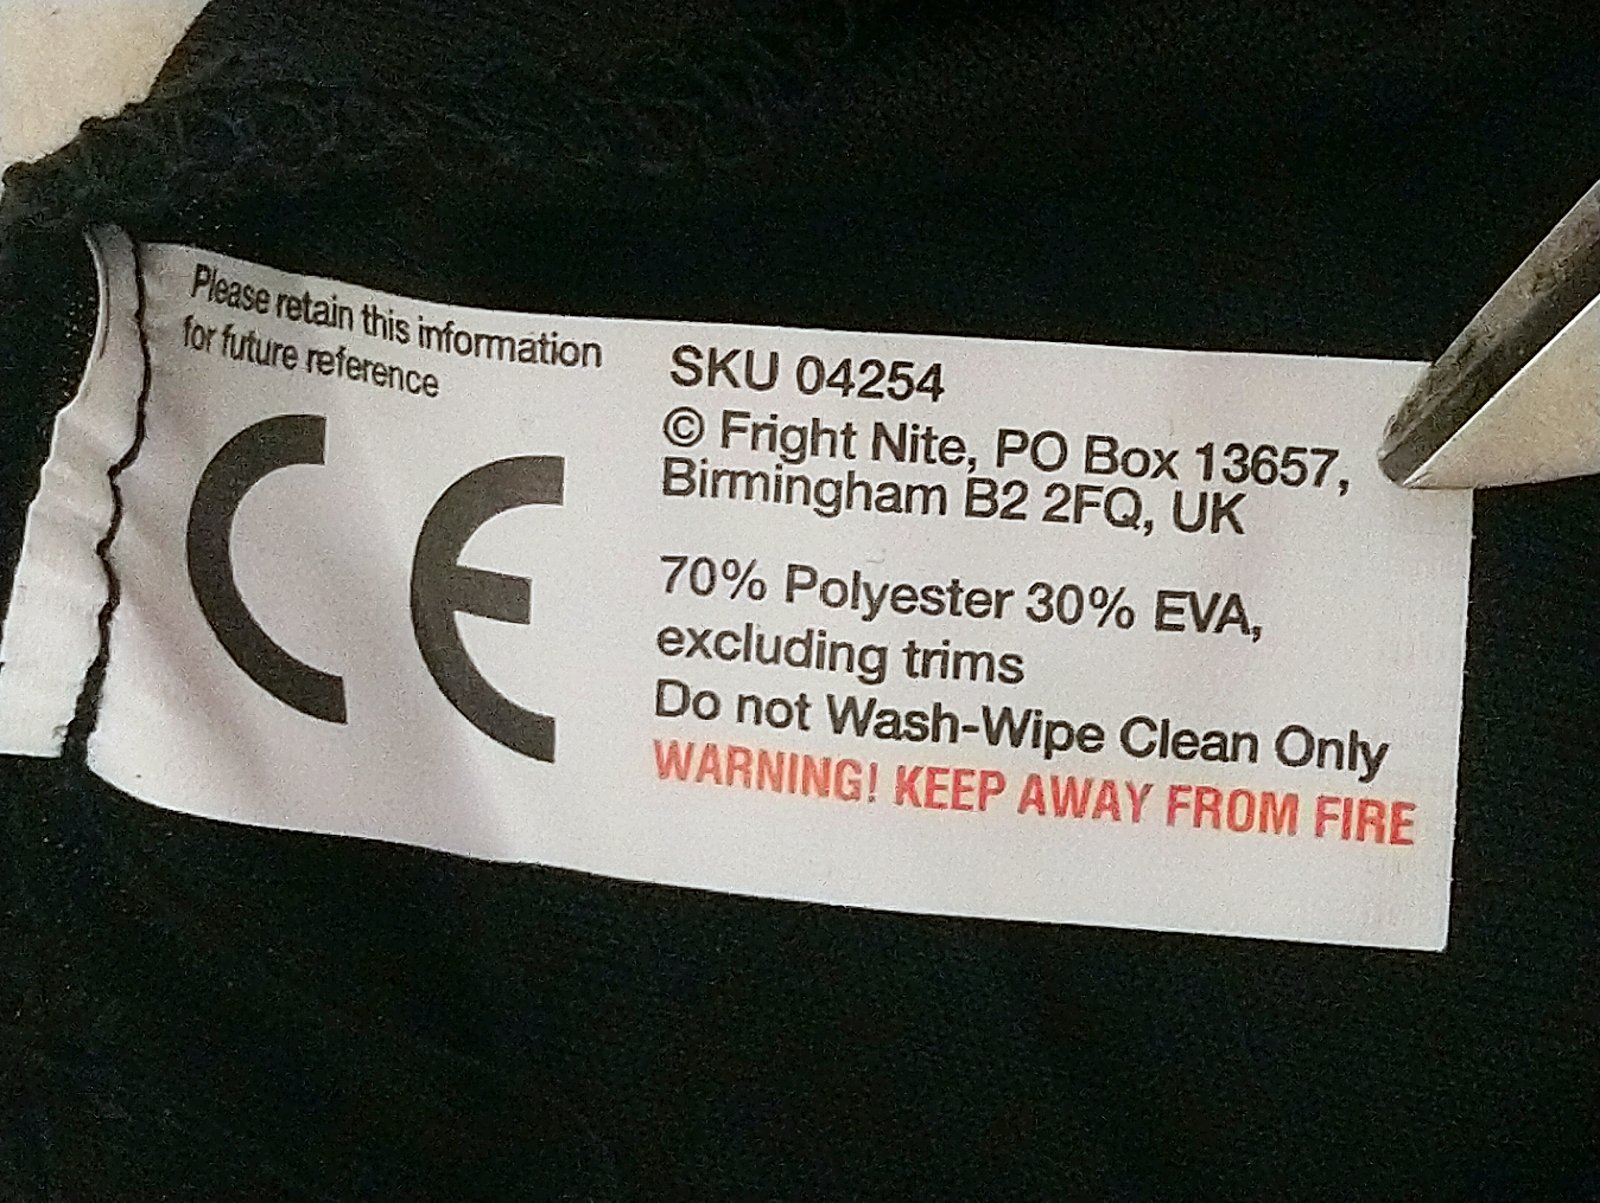 Please retain this information
for future reference
CE
SKU 04254
© Fright Nite, PO Box 13657,
Birmingham B2 2FQ, UK
70% Polyester 30% EVA,
excluding trims
Do not Wash-Wipe Clean Only
WARNING! KEEP AWAY FROM FIRE